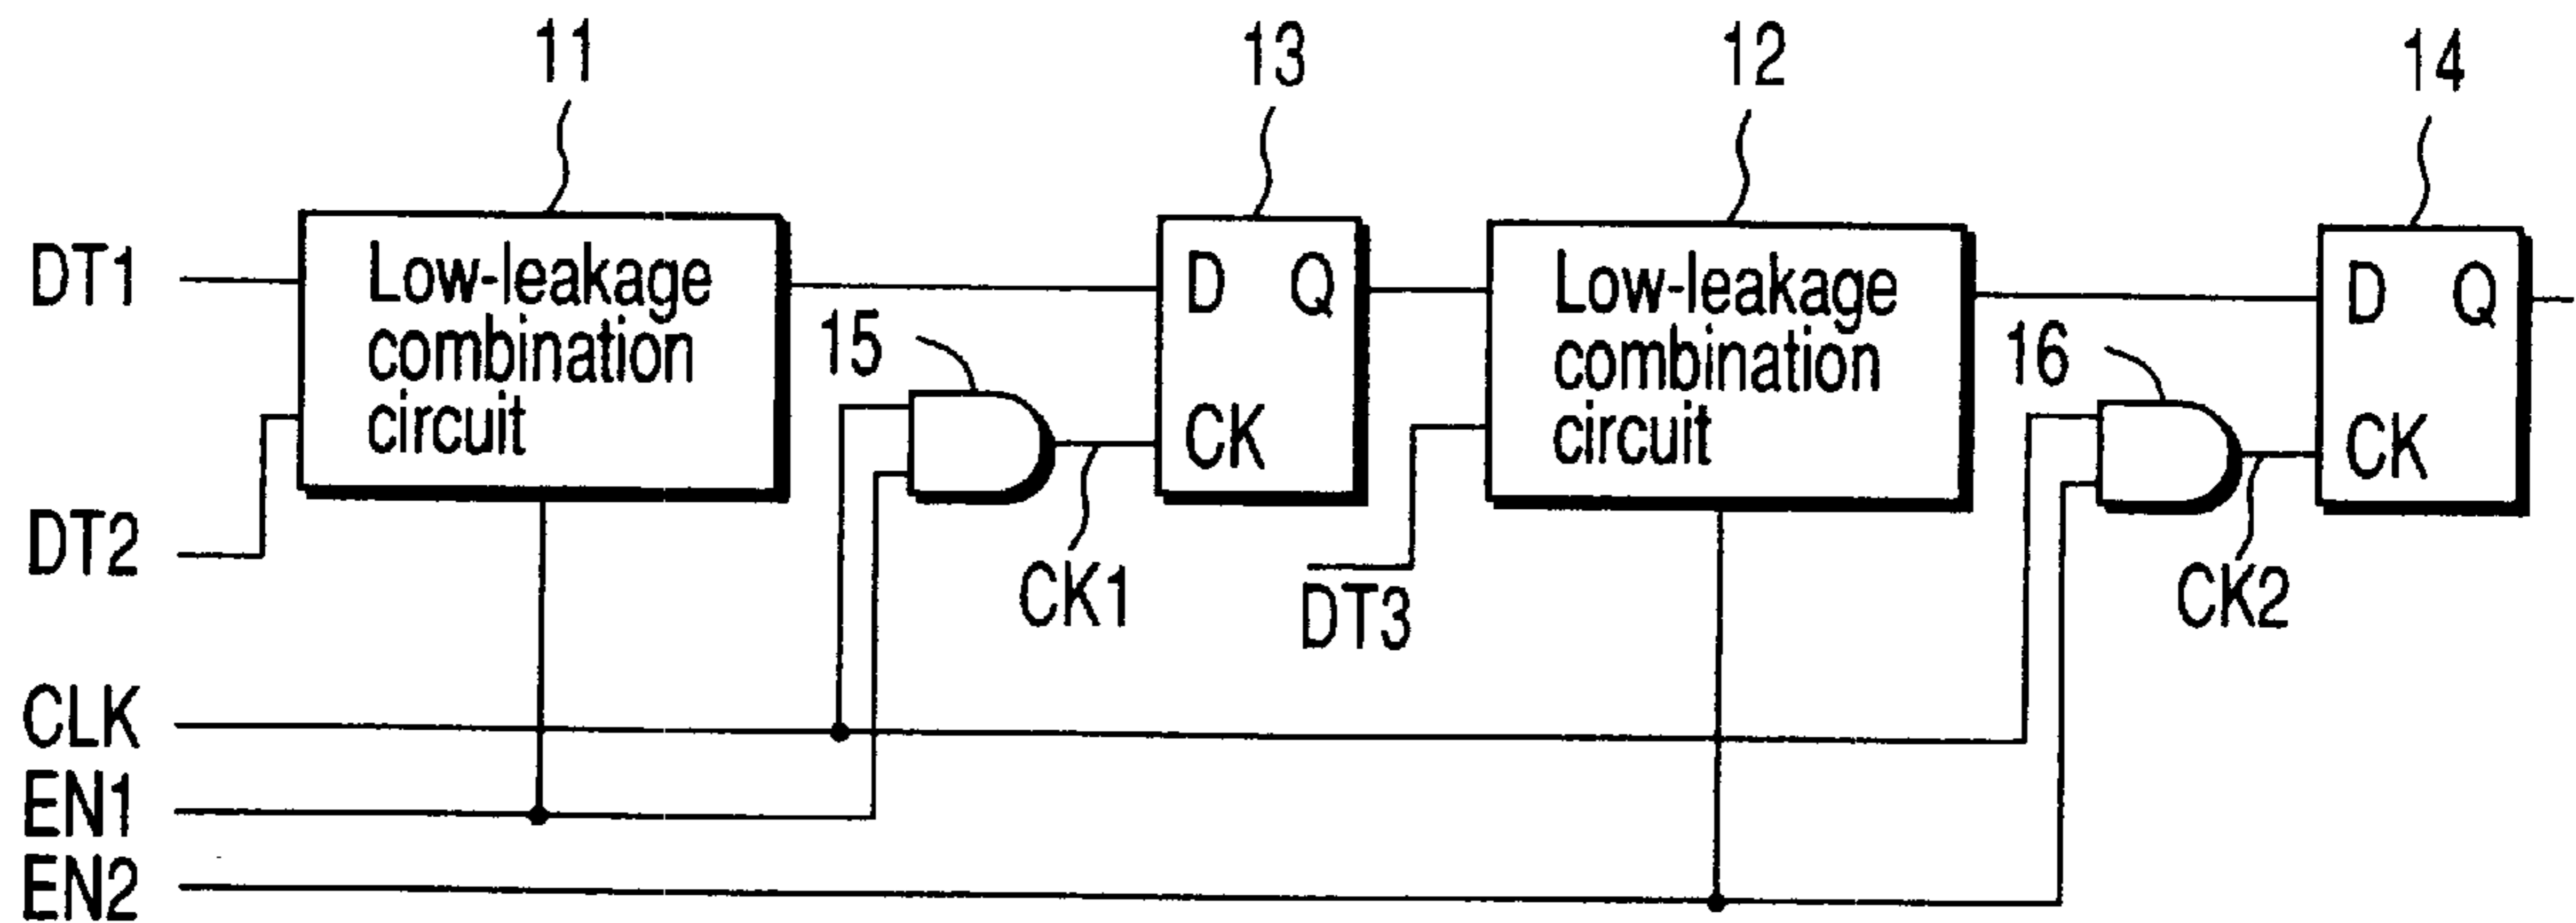 11
13
12
14
DT1
Low-leakage
combination
circuit
15
D Q
CK
Low-leakage
combination
circuit
16
D Q
CK
DT2
CK1
DT3
CK2
CLK
EN1
EN2